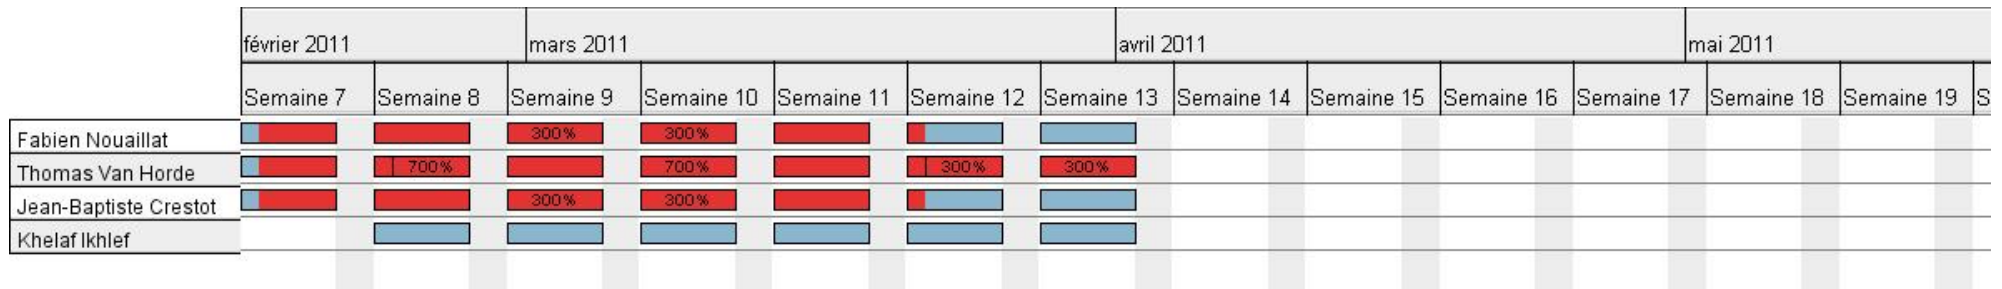 février 2011 mars 2011 avril 2011 mai 2011
Semaine 7 Semaine 8 Semaine 9 Semaine 10 Semaine 11 Semaine 12 Semaine 13 Semaine 14 Semaine 15 Semaine 16 Semaine 17 Semaine 18 Semaine 19 S
Fabien Nouaillat 300% 300%
Thomas Van Horde 700% 700% 300% 300%
Jean-Baptiste Crestot 300% 300%
Khelaf Ikhlef